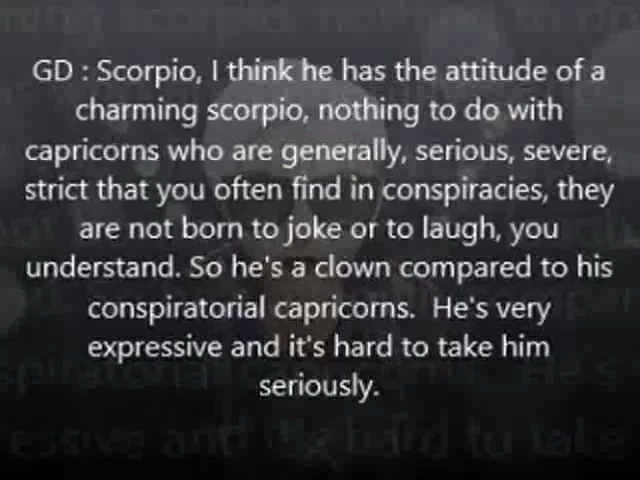 GD : Scorpio, I think he has the attitude of a
charming scorpio, nothing to do with
capricorns who are generally, serious, severe,
strict that you often find in conspiracies, they
are not born to joke or to laugh, you
understand. So he's a clown compared to his
conspiratorial capricorns.  He's very
expressive and it's hard to take him
seriously.